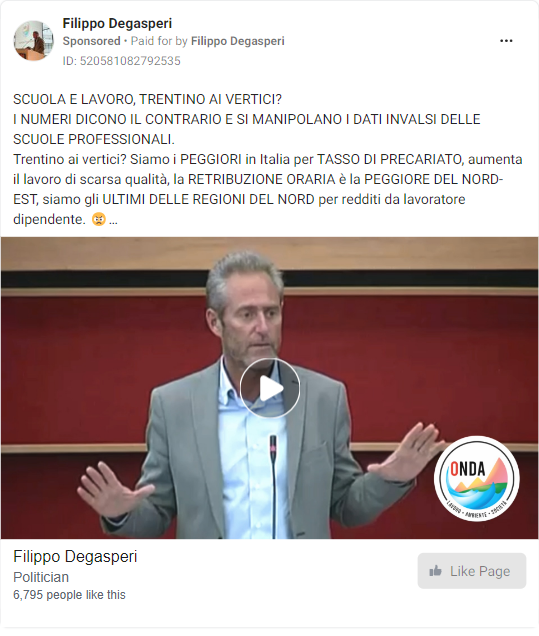 Filippo Degasperi
Sponsored • Paid for by Filippo Degasperi
ID: 520581082792535
SCUOLA E LAVORO, TRENTINO AI VERTICI?
I NUMERI DICONO IL CONTRARIO E SI MANIPOLANO I DATI INVALSI DELLE
SCUOLE PROFESSIONALI.
Trentino ai vertici? Siamo i PEGGIORI in Italia per TASSO DI PRECARIATO, aumenta
il lavoro di scarsa qualità, la RETRIBUZIONE ORARIA è la PEGGIORE DEL NORD-
EST, siamo gli ULTIMI DELLE REGIONI DEL NORD per redditi da lavoratore
dipendente. 😠 ...
ONDA
LAVORO • AMBIENTE • SOCIETÀ
Filippo Degasperi
Politician
Like Page
6,795 people like this